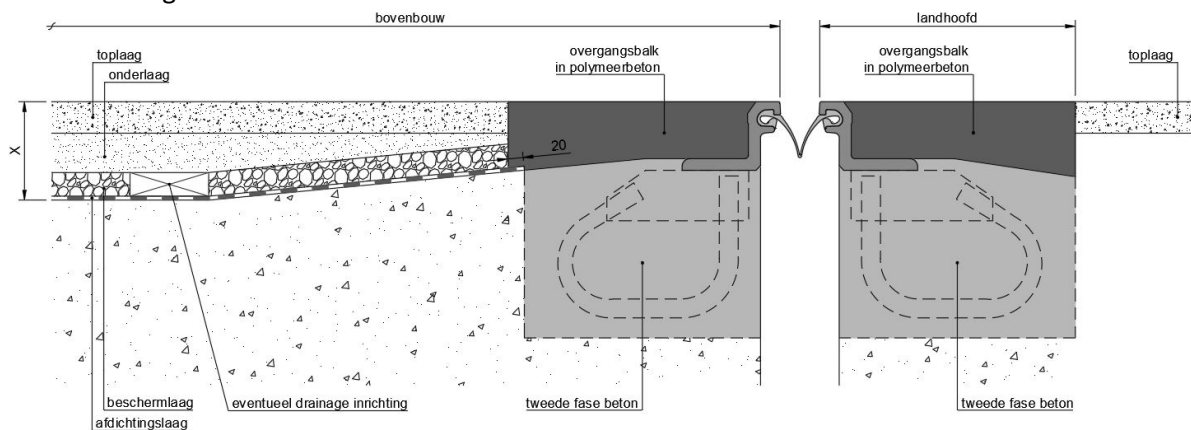 bovenbouw
landhoofd
toplaag
onderlaag
overgangsbalk
in polymeerbeton
overgangsbalk
in polymeerbeton
toplaag
X
20
beschermlaag
afdichtingslaag
eventueel drainage inrichting
tweede fase beton
tweede fase beton